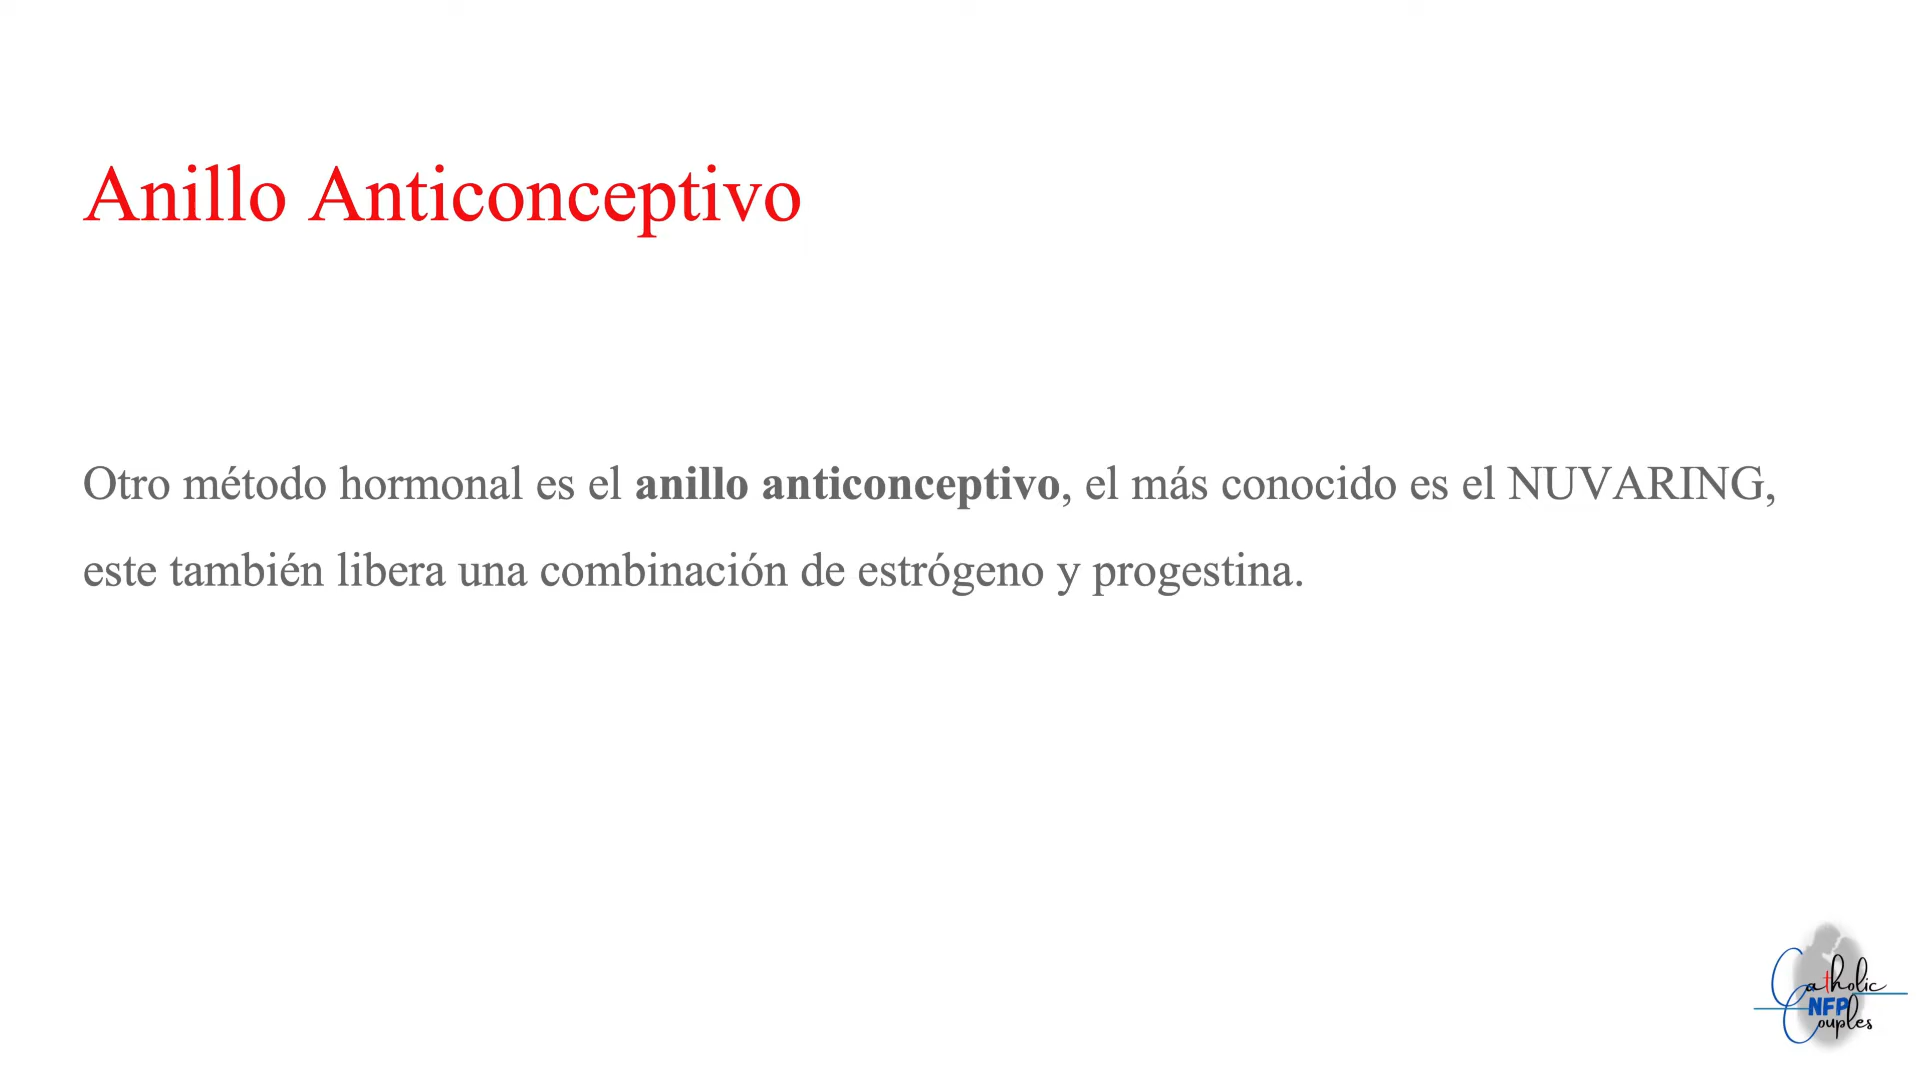 Anillo Anticonceptivo
Otro método hormonal es el anillo anticonceptivo, el más conocido es el NUVARING,
este también libera una combinación de estrógeno y progestina.
Catholic
NFP
Couples